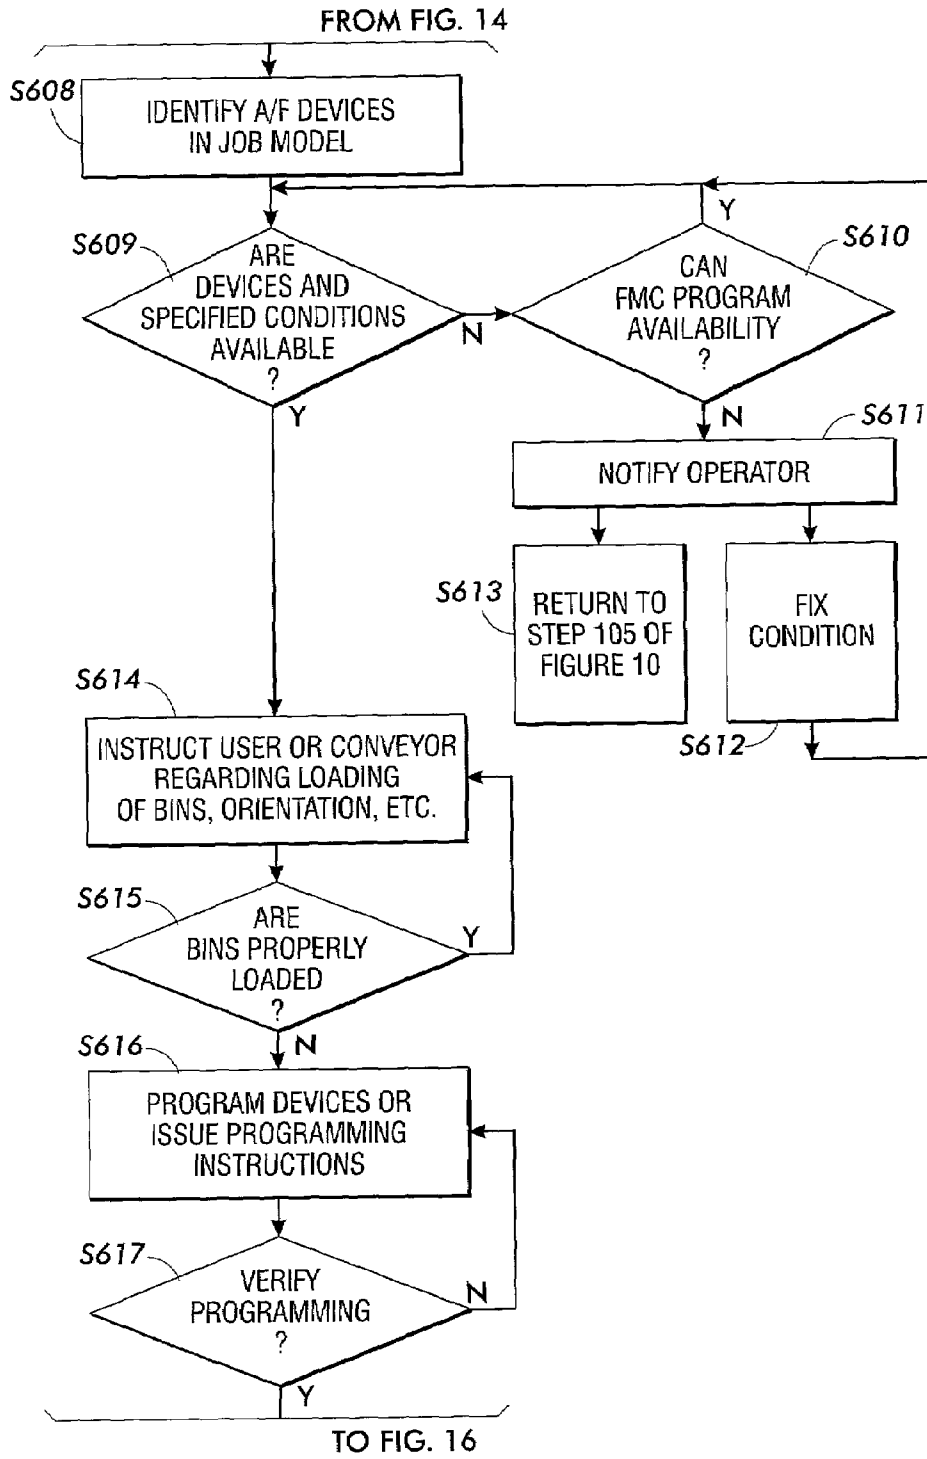 FROM FIG. 14
S608
IDENTIFY A/F DEVICES
IN JOB MODEL
S609
ARE
DEVICES AND
SPECIFIED CONDITIONS
AVAILABLE
?
N
Y
S610
CAN
FMC PROGRAM
AVAILABILITY
?
Y
N
S611
NOTIFY OPERATOR
S613
RETURN TO
STEP 105 OF
FIGURE 10
FIX
CONDITION
S612
S614
INSTRUCT USER OR CONVEYOR
REGARDING LOADING
OF BINS, ORIENTATION, ETC.
S615
ARE
BINS PROPERLY
LOADED
?
Y
N
S616
PROGRAM DEVICES OR
ISSUE PROGRAMMING
INSTRUCTIONS
S617
VERIFY
PROGRAMMING
?
N
Y
TO FIG. 16